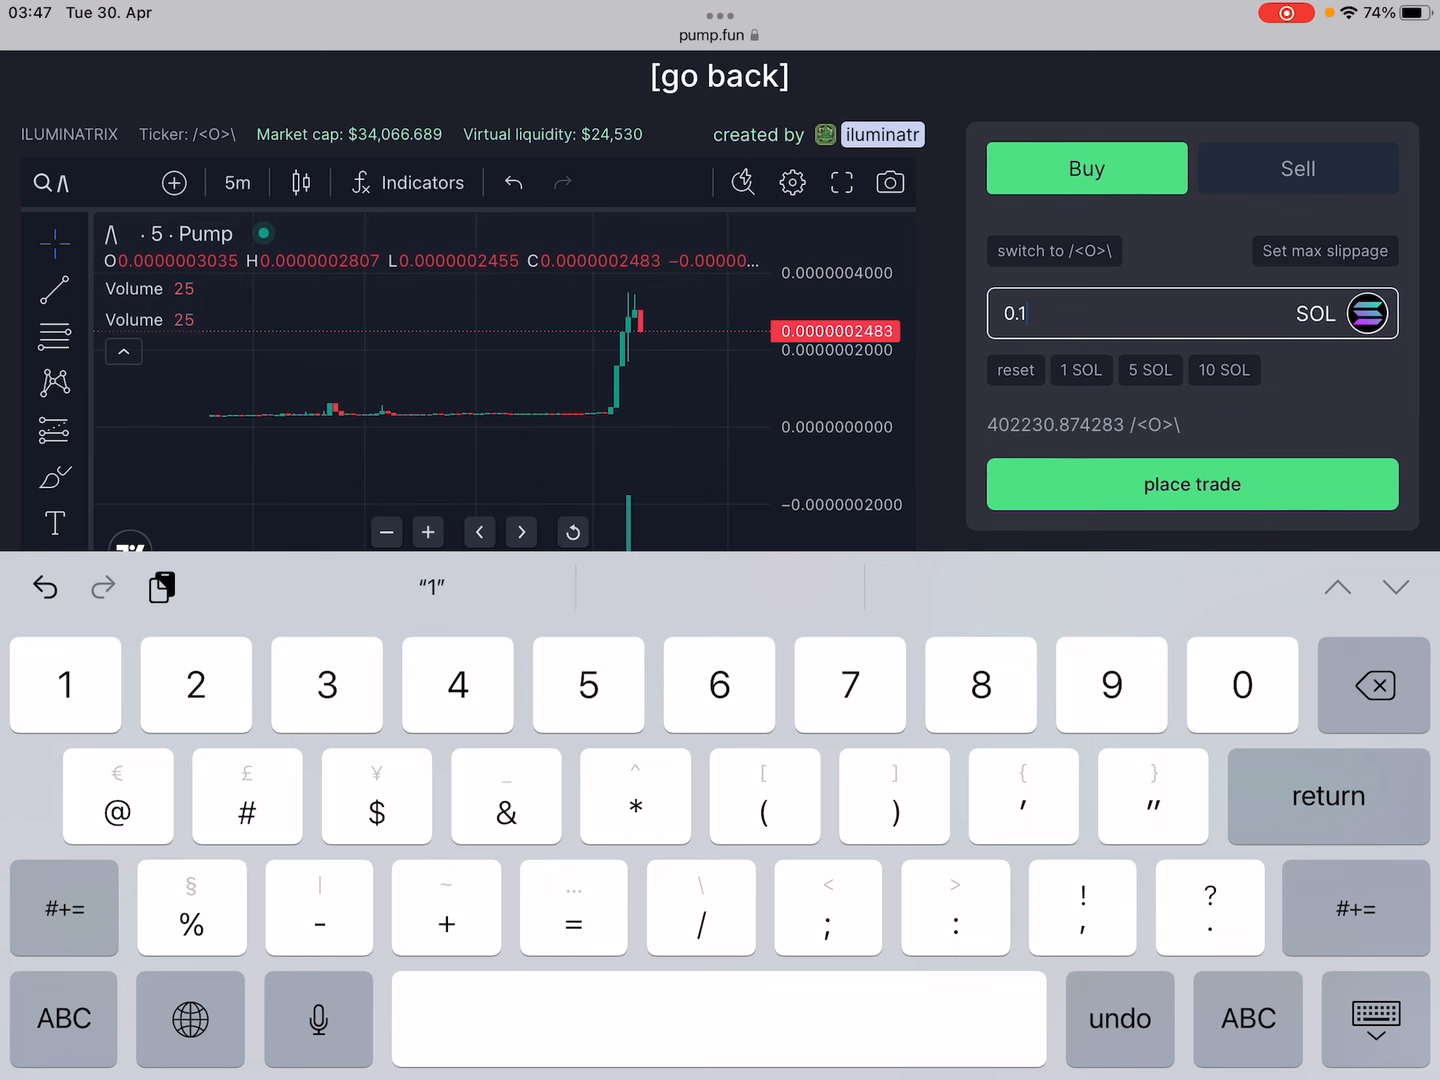 03:47 Tue 30. Apr
74%
pump.fun
[go back]
ILUMINATRIX Ticker: /<O>\ Market cap: $34,066.689 Virtual liquidity: $24,530 created by iluminatr
5m Indicators
/\ · 5 · Pump
O0.0000003035 H0.0000002807 L0.0000002455 C0.0000002483 −0.00000...
Volume 25
Volume 25
0.0000004000
0.0000002483
0.0000002000
0.0000000000
−0.0000002000
T
Buy Sell
switch to /<O>\ Set max slippage
0.1 SOL
reset 1 SOL 5 SOL 10 SOL
402230.874283 /<O>\
place trade
“1”
1 2 3 4 5 6 7 8 9 0
€ £ ¥ _ ^ [ ] { }
@ # $ & * ( ) ' " return
§ | ~ ... \ < > ! ?
#+= % - + = / ; : , . #+=
ABC undo ABC